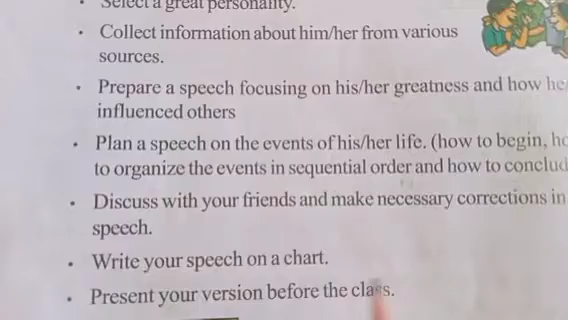 • Select a great personality.
• Collect information about him/her from various
sources.
• Prepare a speech focusing on his/her greatness and how he
influenced others
• Plan a speech on the events of his/her life. (how to begin, ho
to organize the events in sequential order and how to conclud
• Discuss with your friends and make necessary corrections in
speech.
• Write your speech on a chart.
• Present your version before the class.